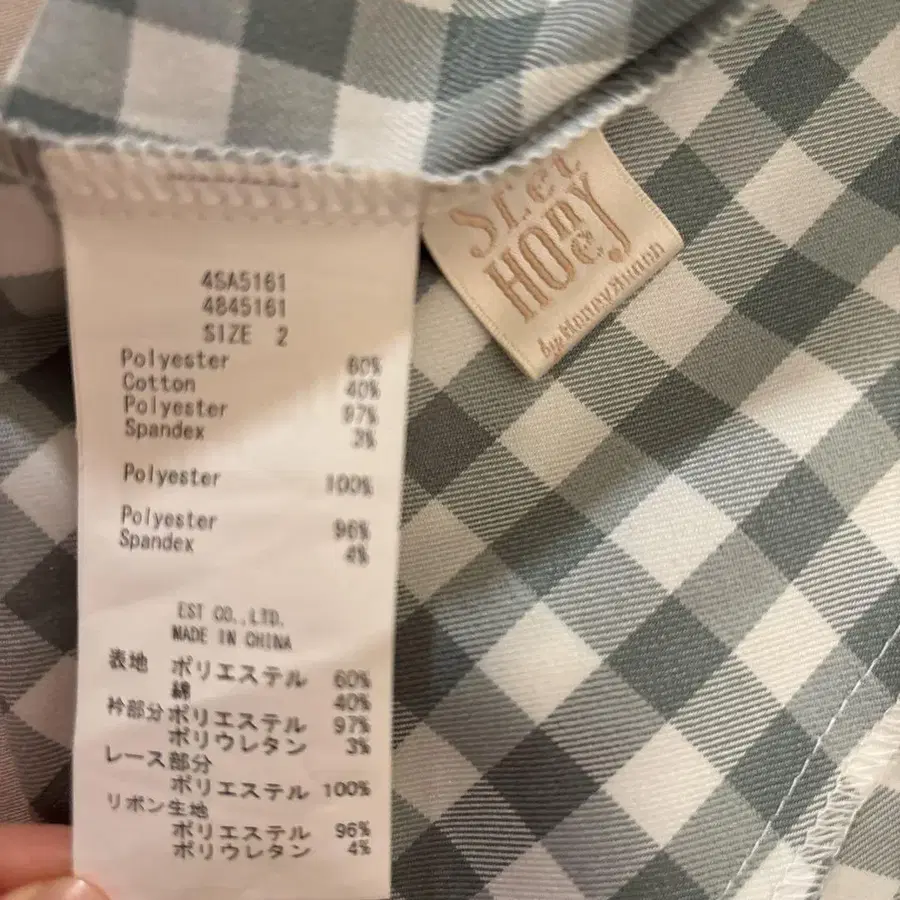 4SA5161
4845161
SIZE 2
Polyester 60%
Cotton 40%
Polyester 97%
Spandex 3%
Polyester 100%
Polyester 96%
Spandex 4%
EST CO.,LTD.
MADE IN CHINA
表地 ポリエステル 60%
綿 40%
衿部分ポリエステル 97%
ポリウレタン 3%
レース部分
ポリエステル 100%
リボン生地
ポリエステル 96%
ポリウレタン 4%
HONEY
by Honey